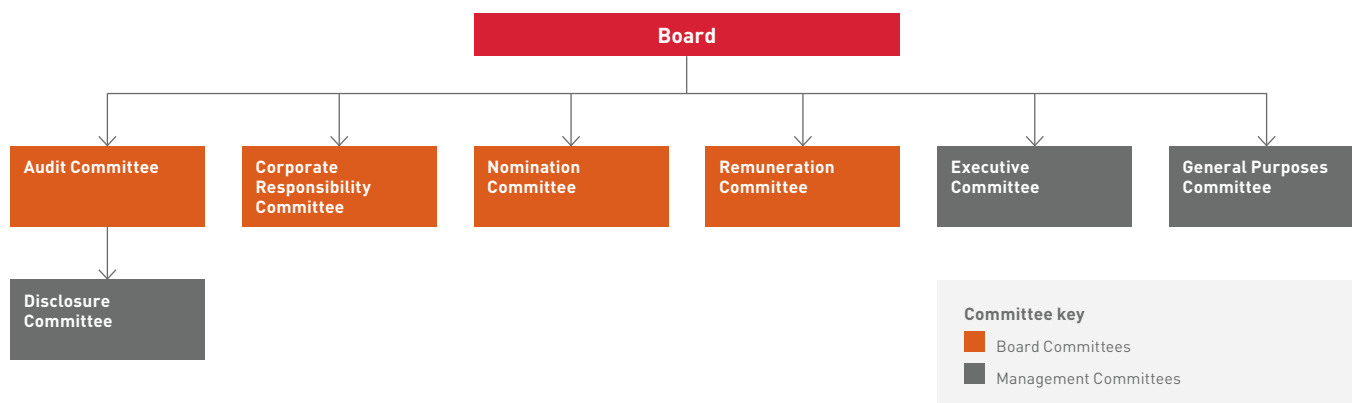 Board
Audit Committee
Corporate
Responsibility
Committee
Nomination
Committee
Remuneration
Committee
Executive
Committee
General Purposes
Committee
Disclosure
Committee
Committee key
Board Committees
Management Committees